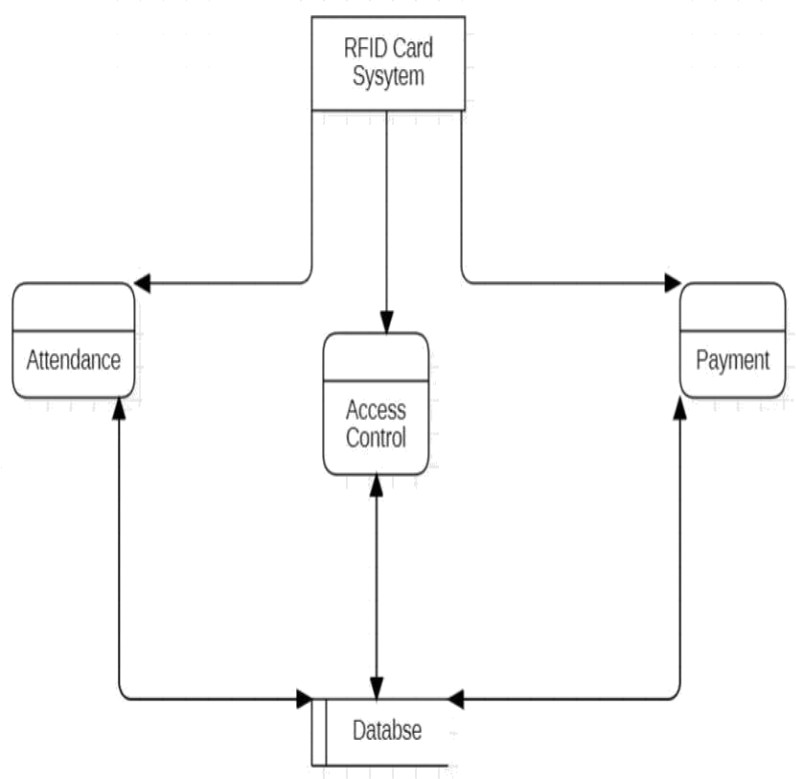 RFID Card
Sysytem
Attendance
Access
Control
Payment
Databse